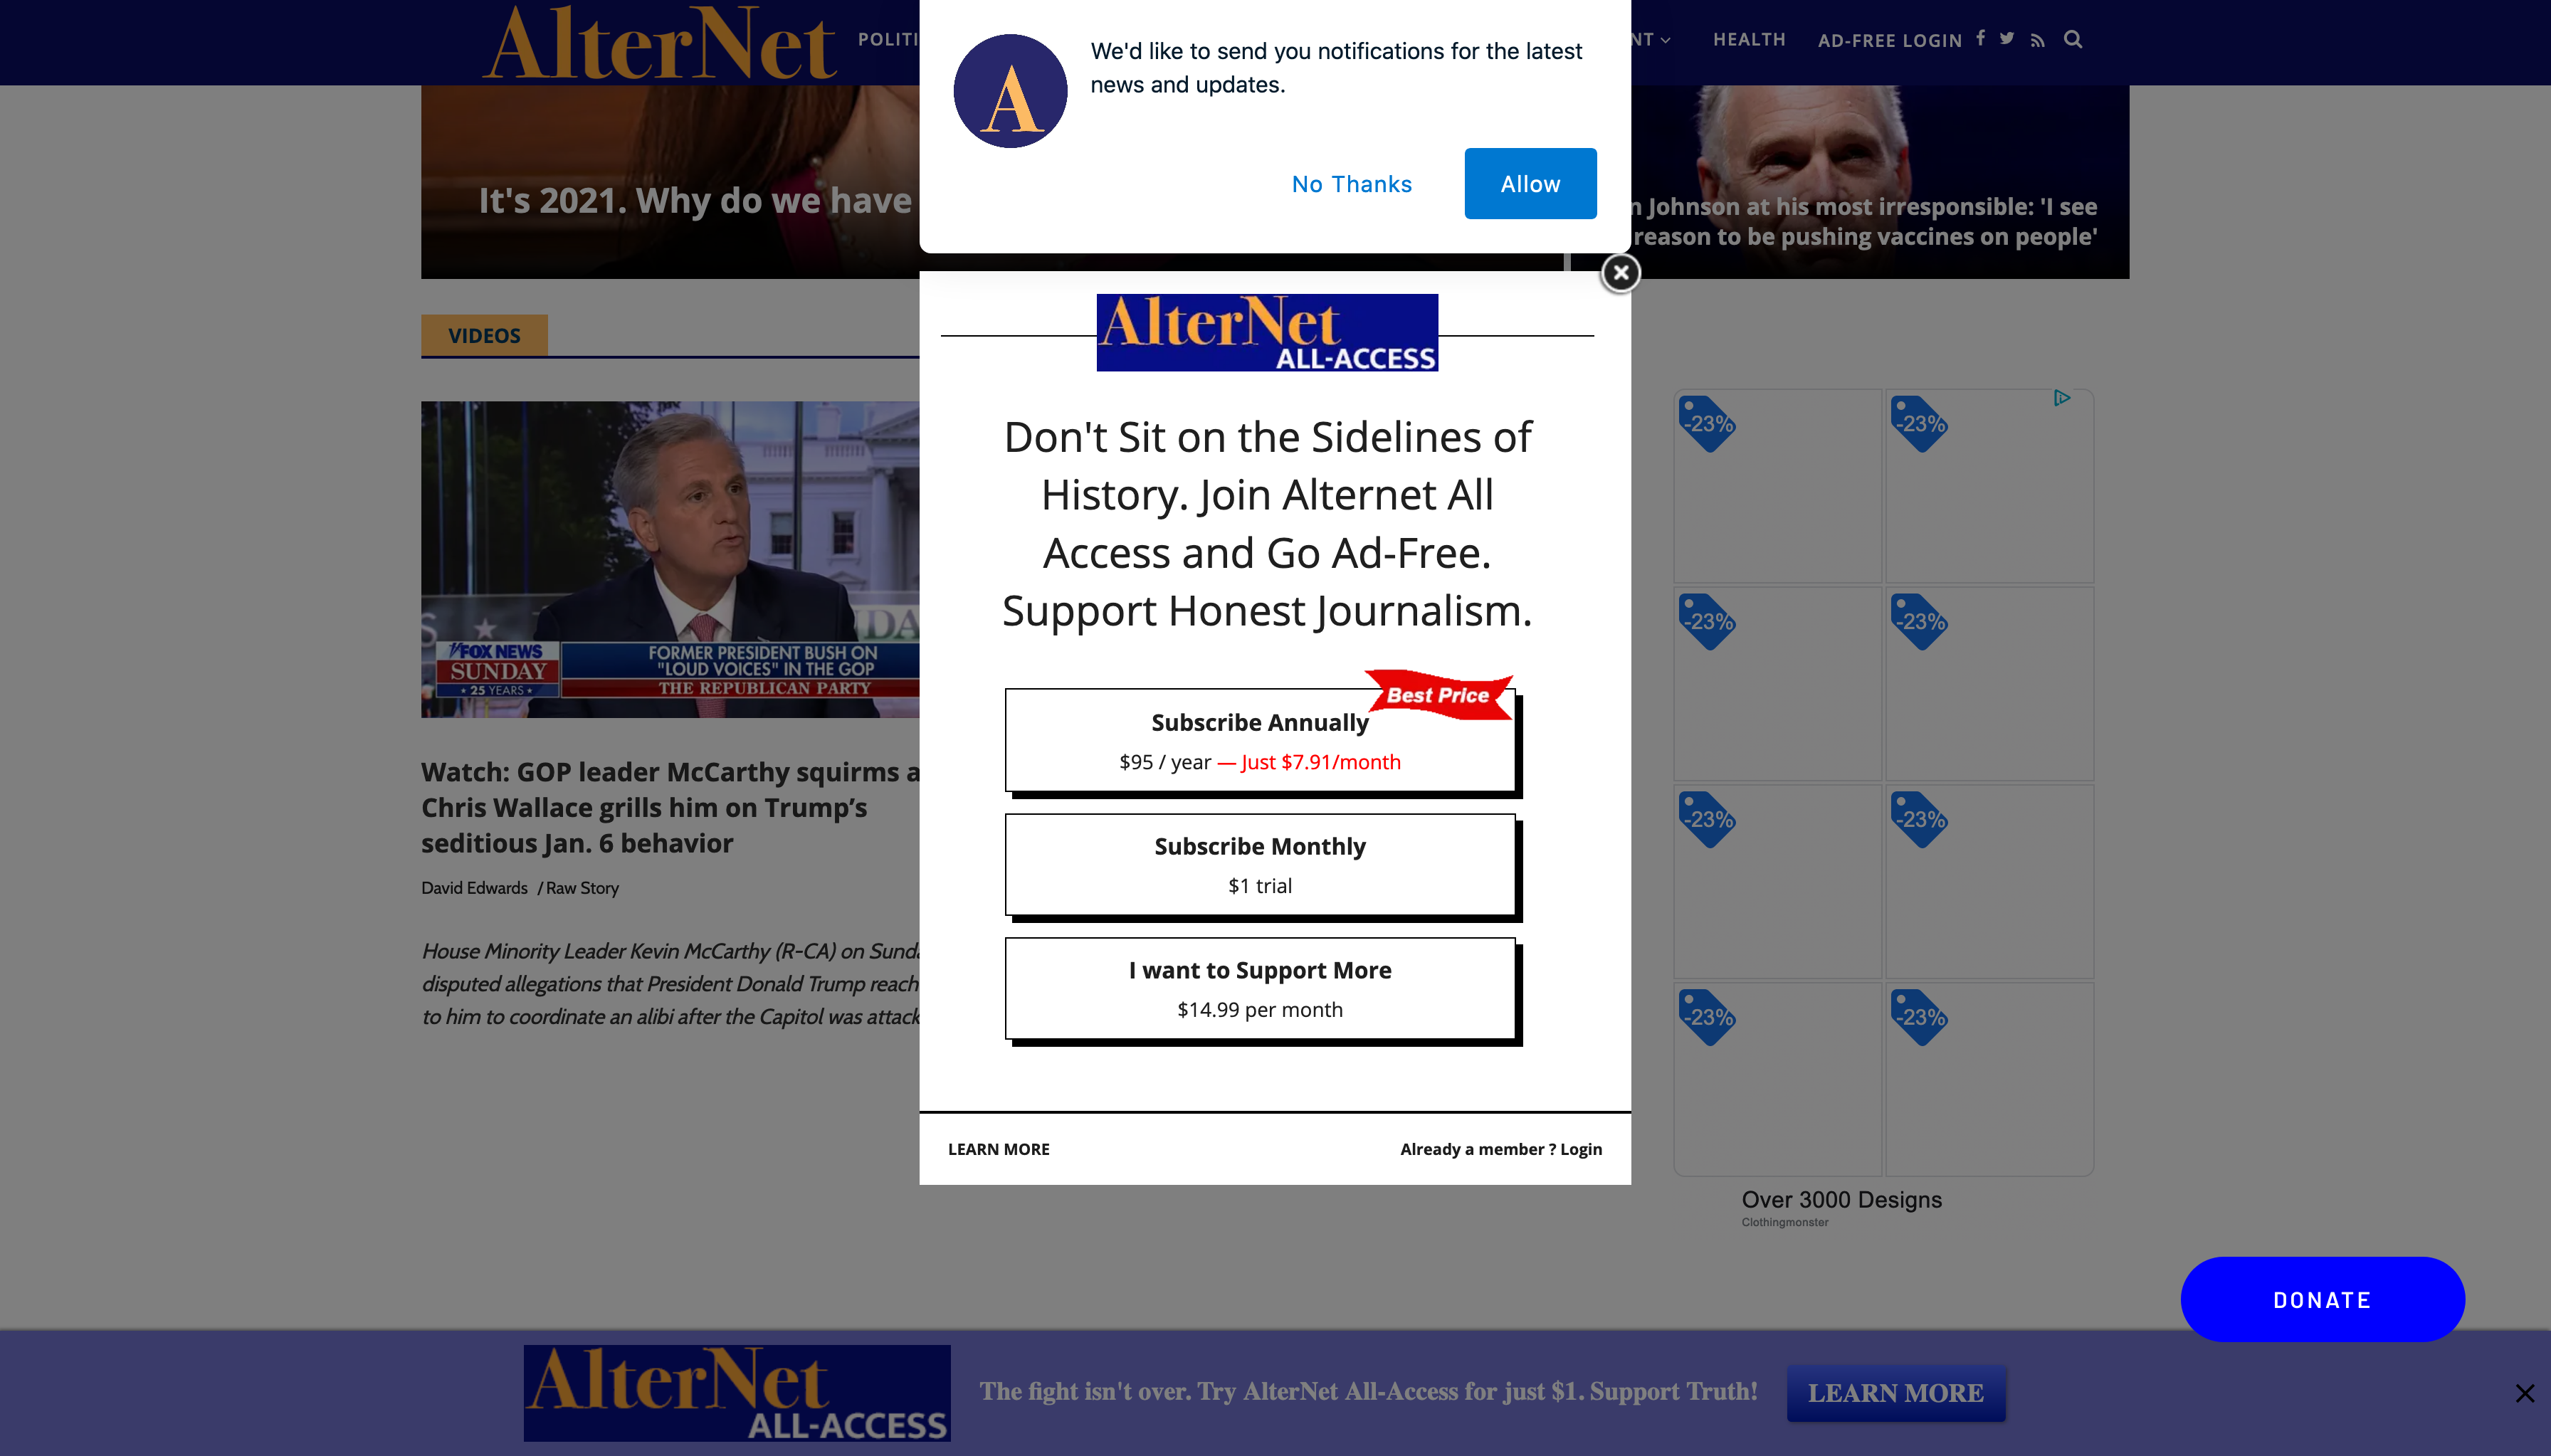 AlterNet
POLITI
NT
HEALTH
AD-FREE LOGIN
A
We'd like to send you notifications for the latest
news and updates.
No Thanks
Allow
It's 2021. Why do we have
n Johnson at his most irresponsible: 'I see
reason to be pushing vaccines on people'
VIDEOS
FOX NEWS
SUNDAY
25 YEARS
FORMER PRESIDENT BUSH ON
"LOUD VOICES" IN THE GOP
THE REPUBLICAN PARTY
Watch: GOP leader McCarthy squirms a
Chris Wallace grills him on Trump's
seditious Jan. 6 behavior
David Edwards / Raw Story
House Minority Leader Kevin McCarthy (R-CA) on Sunda
disputed allegations that President Donald Trump reach
to him to coordinate an alibi after the Capitol was attack
AlterNet
ALL-ACCESS
Don't Sit on the Sidelines of
History. Join Alternet All
Access and Go Ad-Free.
Support Honest Journalism.
Best Price
Subscribe Annually
$95 / year — Just $7.91/month
Subscribe Monthly
$1 trial
I want to Support More
$14.99 per month
LEARN MORE
Already a member ? Login
-23%
-23%
-23%
-23%
-23%
-23%
-23%
-23%
Over 3000 Designs
Clothingmonster
DONATE
AlterNet
ALL-ACCESS
The fight isn't over. Try AlterNet All-Access for just $1. Support Truth!
LEARN MORE